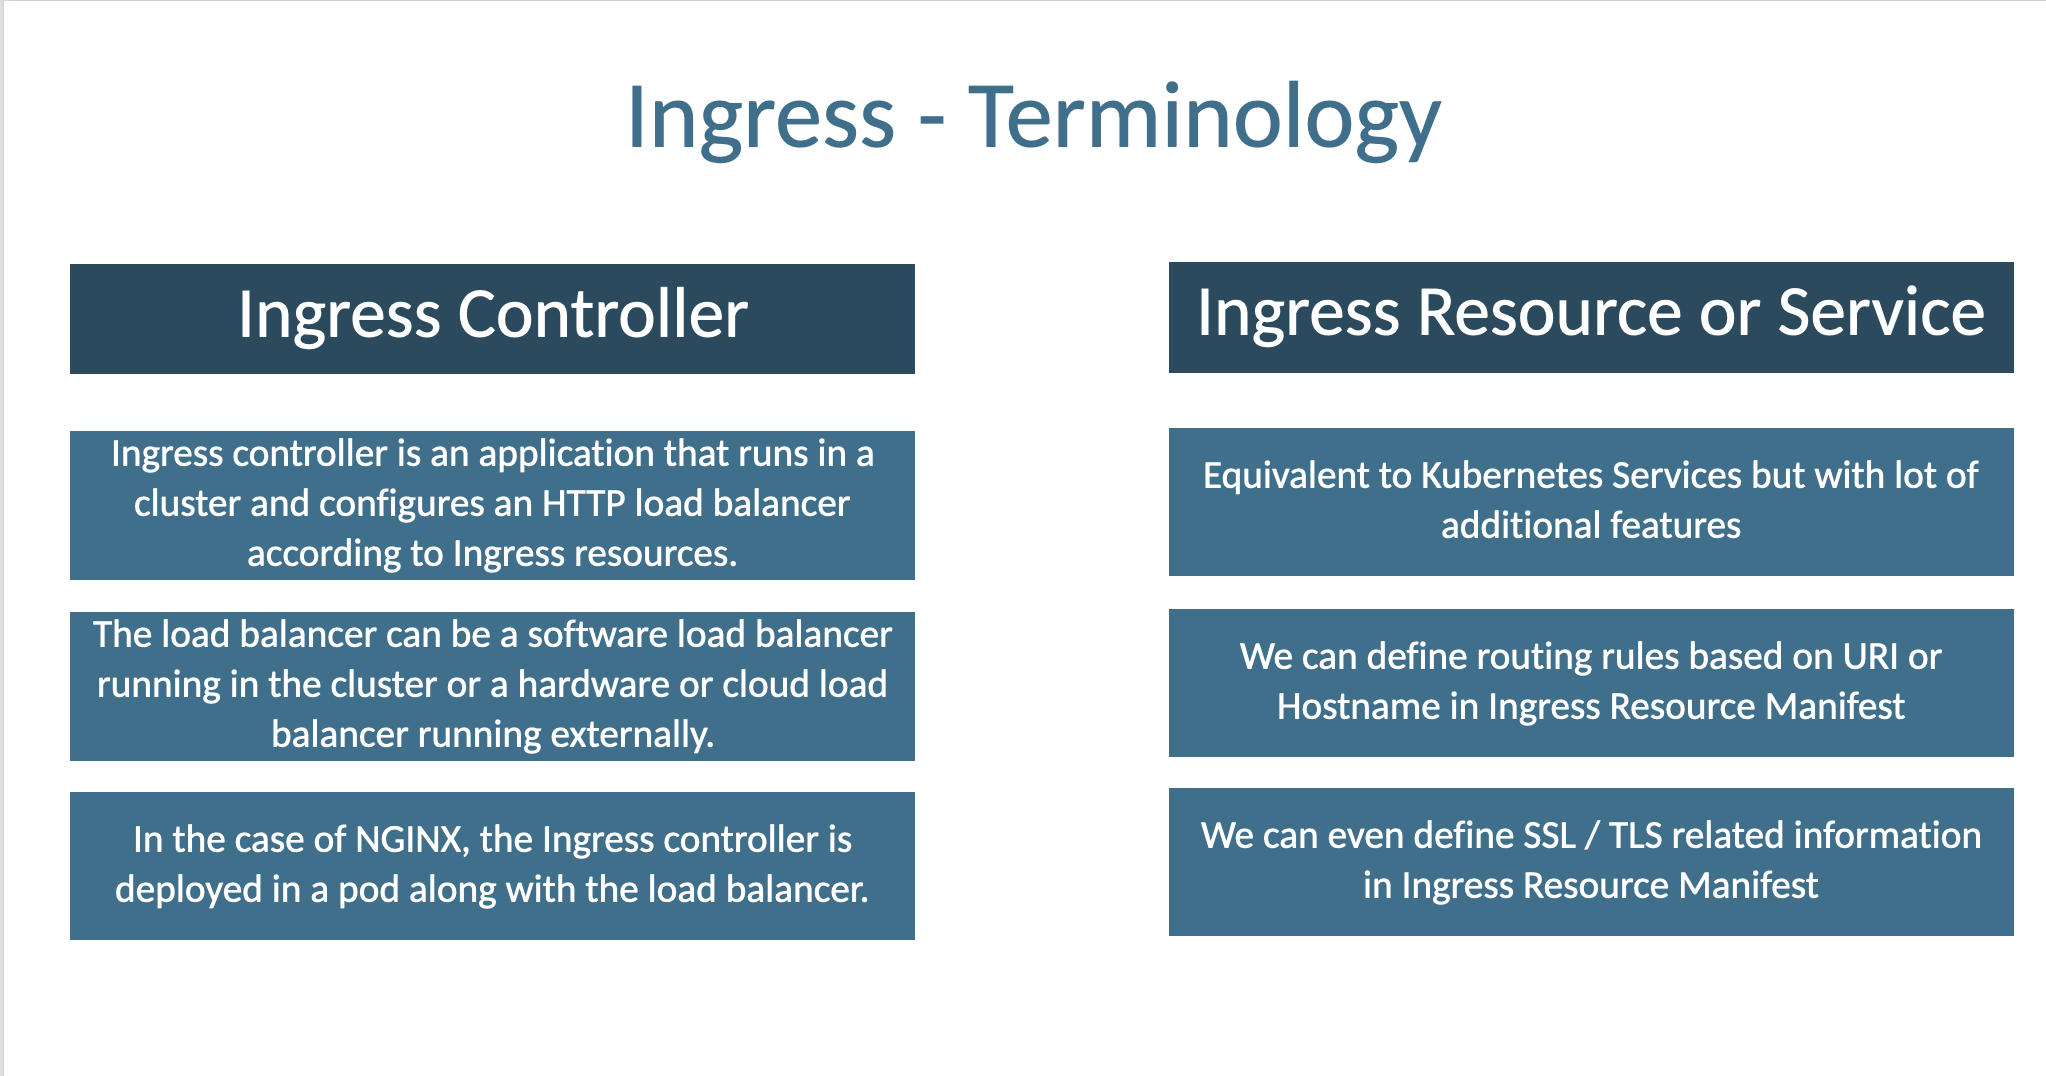 Ingress - Terminology
Ingress Controller
Ingress controller is an application that runs in a
cluster and configures an HTTP load balancer
according to Ingress resources.
The load balancer can be a software load balancer
running in the cluster or a hardware or cloud load
balancer running externally.
In the case of NGINX, the Ingress controller is
deployed in a pod along with the load balancer.
Ingress Resource or Service
Equivalent to Kubernetes Services but with lot of
additional features
We can define routing rules based on URI or
Hostname in Ingress Resource Manifest
We can even define SSL / TLS related information
in Ingress Resource Manifest